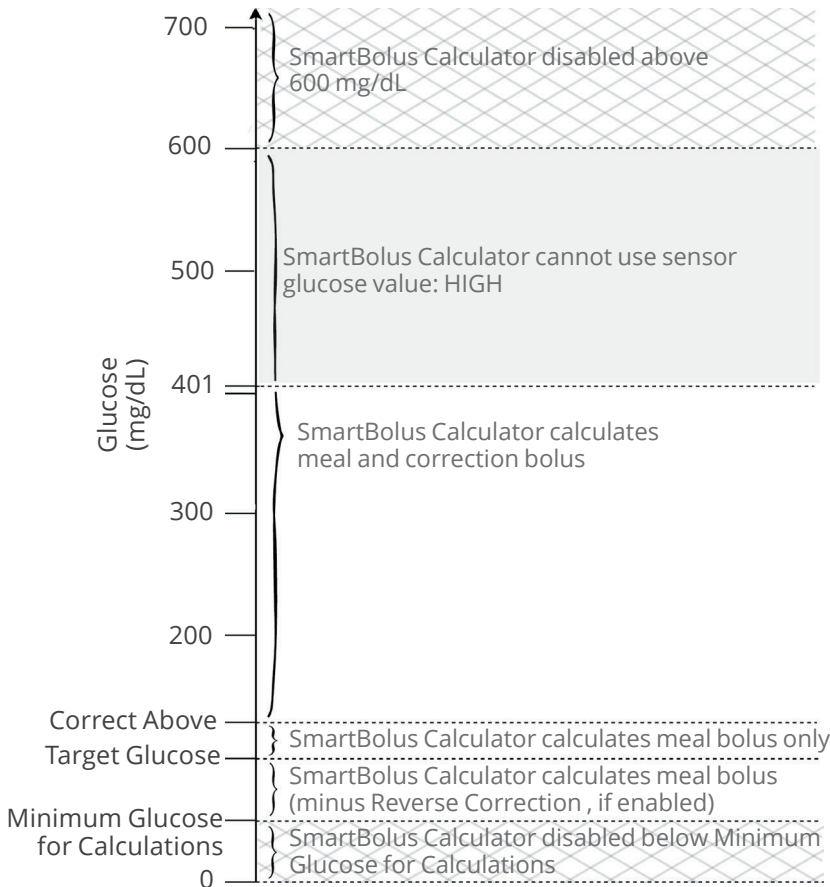 700
SmartBolus Calculator disabled above
600 mg/dL
600
SmartBolus Calculator cannot use sensor
glucose value: HIGH
500
401
Glucose
(mg/dL)
SmartBolus Calculator calculates
meal and correction bolus
300
200
Correct Above
SmartBolus Calculator calculates meal bolus only
Target Glucose
SmartBolus Calculator calculates meal bolus
(minus Reverse Correction , if enabled)
Minimum Glucose
for Calculations
SmartBolus Calculator disabled below Minimum
Glucose for Calculations
0